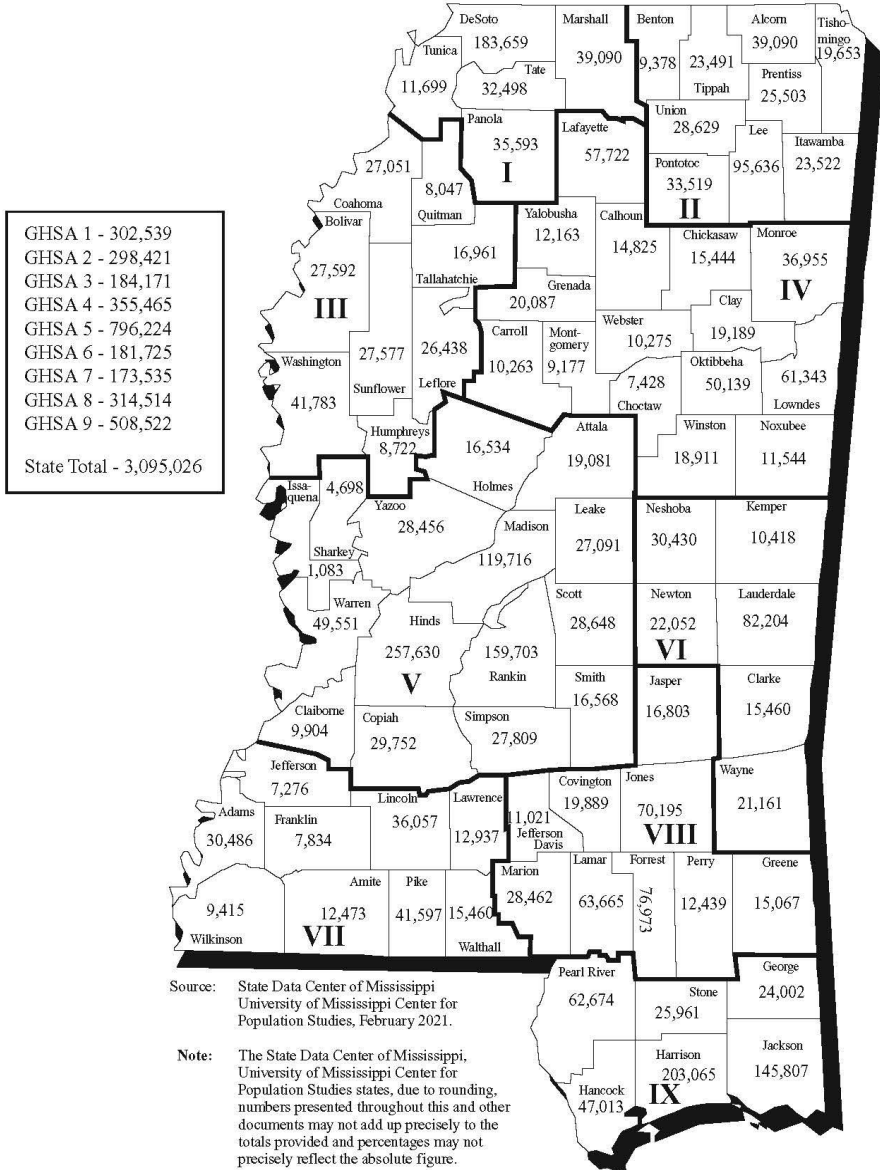 DeSoto
183,659
Marshall
39,090
Benton
9,378
23,491
Tippah
Alcorn
39,090
Tisho-
mingo
19,653
Tunica
11,699
Tate
32,498
Prentiss
25,503
Panola
35,593
I
Lafayette
57,722
Union
28,629
Lee
95,636
Itawamba
23,522
Pontotoc
33,519
II
27,051
Coahoma
8,047
Quitman
Bolivar
27,592
III
16,961
Tallahatchie
Yalobusha
12,163
Calhoun
14,825
Chickasaw
15,444
Monroe
36,955
IV
GHSA 1 - 302,539
GHSA 2 - 298,421
GHSA 3 - 184,171
GHSA 4 - 355,465
GHSA 5 - 796,224
GHSA 6 - 181,725
GHSA 7 - 173,535
GHSA 8 - 314,514
GHSA 9 - 508,522
State Total - 3,095,026
Grenada
20,087
Clay
19,189
Washington
41,783
27,577
Sunflower
26,438
Leflore
Carroll
10,263
Mont-
gomery
9,177
Webster
10,275
7,428
Choctaw
Oktibbeha
50,139
61,343
Lowndes
Humphreys
8,722
16,534
Holmes
Attala
19,081
Winston
18,911
Noxubee
11,544
Issa-
quena
4,698
Sharkey
1,083
Yazoo
28,456
Madison
119,716
Leake
27,091
Neshoba
30,430
Kemper
10,418
Warren
49,551
Hinds
257,630
V
159,703
Rankin
Scott
28,648
Newton
22,052
VI
Lauderdale
82,204
Smith
16,568
Jasper
16,803
Clarke
15,460
Claiborne
9,904
Copiah
29,752
Simpson
27,809
Jefferson
7,276
Lincoln
36,057
Lawrence
12,937
11,021
Jefferson
Davis
Covington
19,889
Jones
70,195
VIII
Wayne
21,161
Adams
30,486
Franklin
7,834
Marion
28,462
Lamar
63,665
Forrest
76,973
Perry
12,439
Greene
15,067
9,415
Wilkinson
Amite
12,473
VII
Pike
41,597
15,460
Walthall
Pearl River
62,674
Stone
25,961
George
24,002
Hancock
47,013
Harrison
203,065
IX
Jackson
145,807
Source: State Data Center of Mississippi
University of Mississippi Center for
Population Studies, February 2021.
Note: The State Data Center of Mississippi,
University of Mississippi Center for
Population Studies states, due to rounding,
numbers presented throughout this and other
documents may not add up precisely to the
totals provided and percentages may not
precisely reflect the absolute figure.